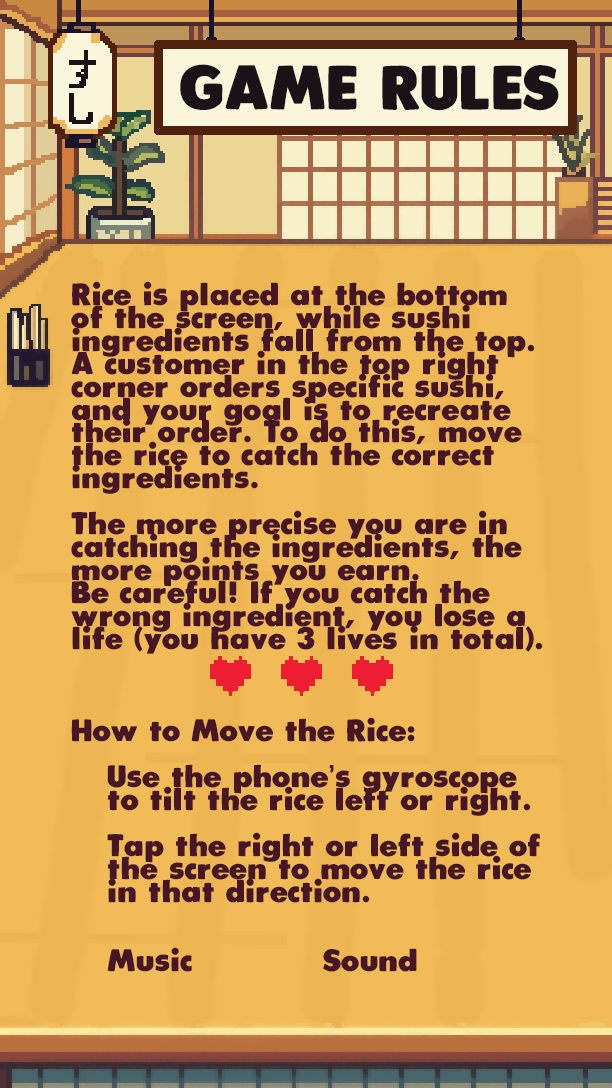 すし
GAME RULES
Rice is placed at the bottom
of the screen, while sushi
ingredients fall from the top.
A customer in the top right
corner orders specific sushi,
and your goal is to recreate
their order. To do this, move
the rice to catch the correct
ingredients.
The more precise you are in
catching the ingredients, the
more points you earn.
Be careful! If you catch the
wrong ingredient, you lose a
life (you have 3 lives in total).
How to Move the Rice:
Use the phone's gyroscope
to tilt the rice left or right.
Tap the right or left side of
the screen to move the rice
in that direction.
Music Sound